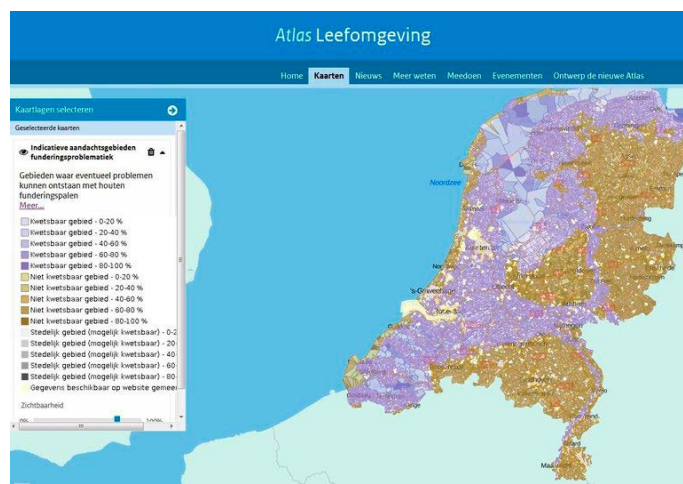 Atlas Leefomgeving
Home Kaarten Nieuws Meer weten Meedoen Evenementen Ontwerp de nieuwe Atlas
Kaartlagen selecteren
Geselecteerde kaarten
Indicatieve aandachtsgebieden
funderingsproblematiek
Gebieden waar eventueel problemen
kunnen ontstaan met houten
funderingspalen
Meer...
Kwetsbaar gebied - 0-20 %
Kwetsbaar gebied - 20-40 %
Kwetsbaar gebied - 40-60 %
Kwetsbaar gebied - 60-80 %
Kwetsbaar gebied - 80-100 %
Niet kwetsbaar gebied - 0-20 %
Niet kwetsbaar gebied - 20-40 %
Niet kwetsbaar gebied - 40-60 %
Niet kwetsbaar gebied - 60-80 %
Niet kwetsbaar gebied - 80-100 %
Stedelijk gebied (mogelijk kwetsbaar) - 0-2
Stedelijk gebied (mogelijk kwetsbaar) - 20
Stedelijk gebied (mogelijk kwetsbaar) - 40
Stedelijk gebied (mogelijk kwetsbaar) - 60
Stedelijk gebied (mogelijk kwetsbaar) - 80
Gegevens beschikbaar op website gemee
Zichtbaarheid
0% 100%
Noordzee
's-Gravenhage